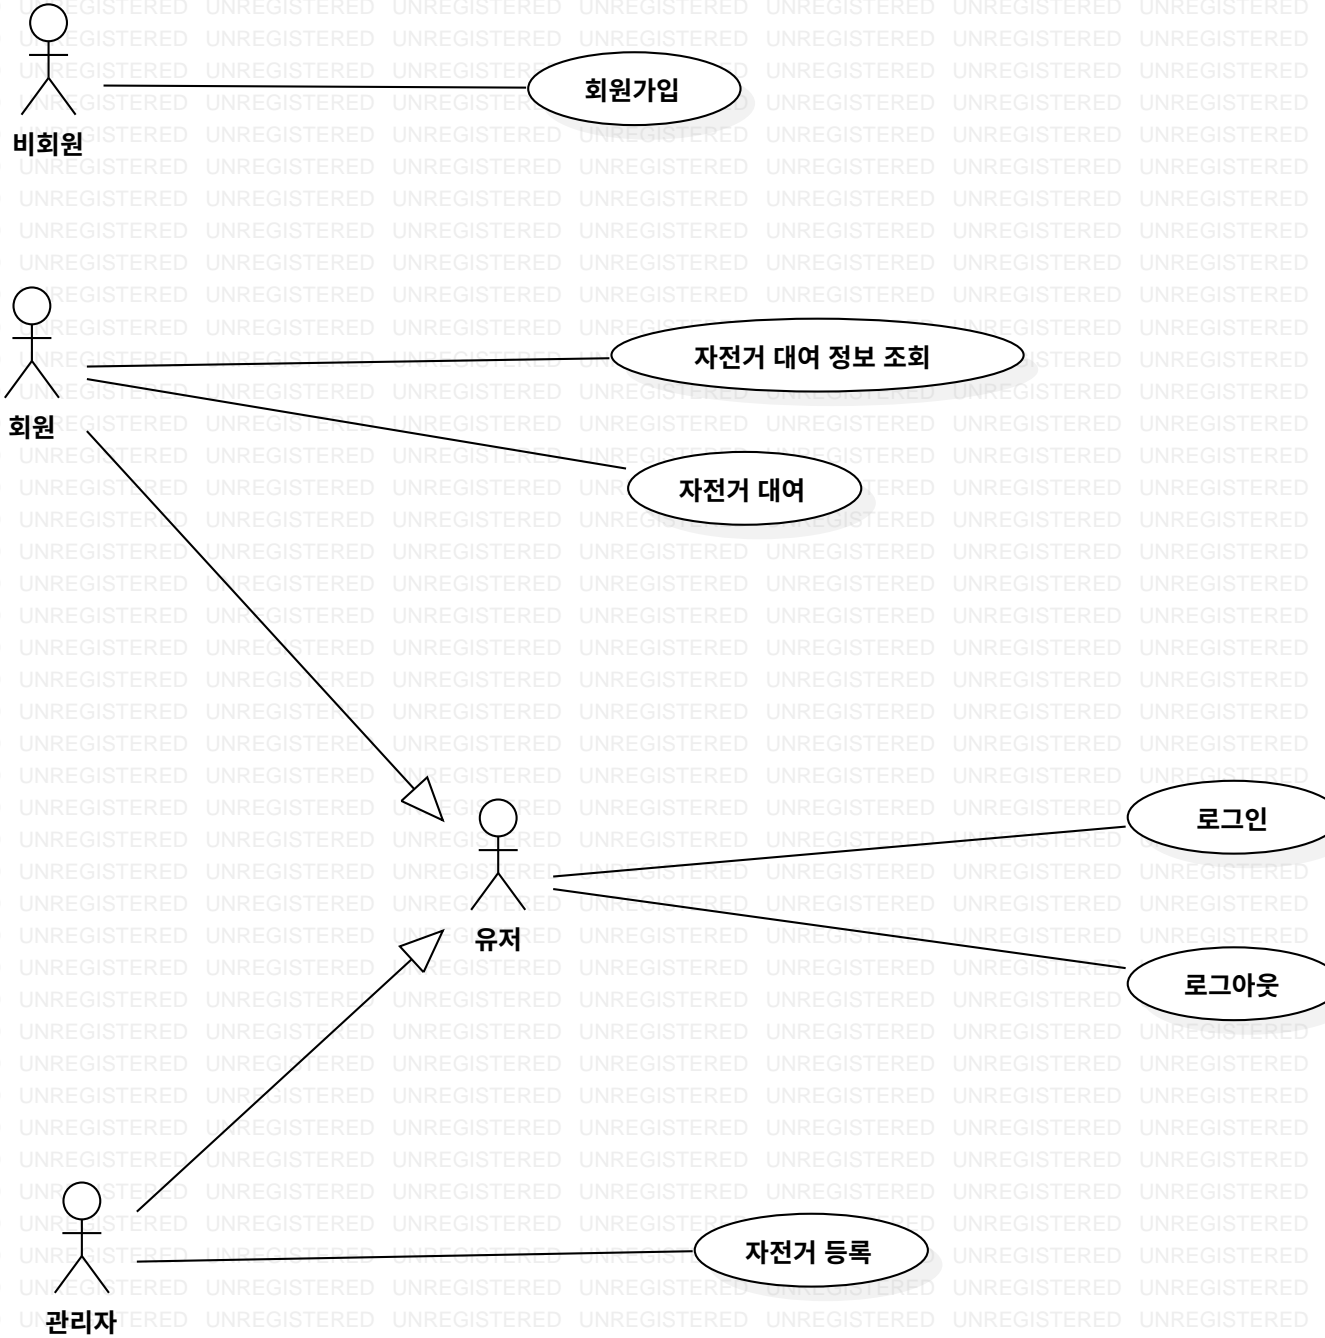 회원가입
비회원
자전거 대여 정보 조회
회원
자전거 대여
로그인
유저
로그아웃
자전거 등록
관리자
UNREGISTERED